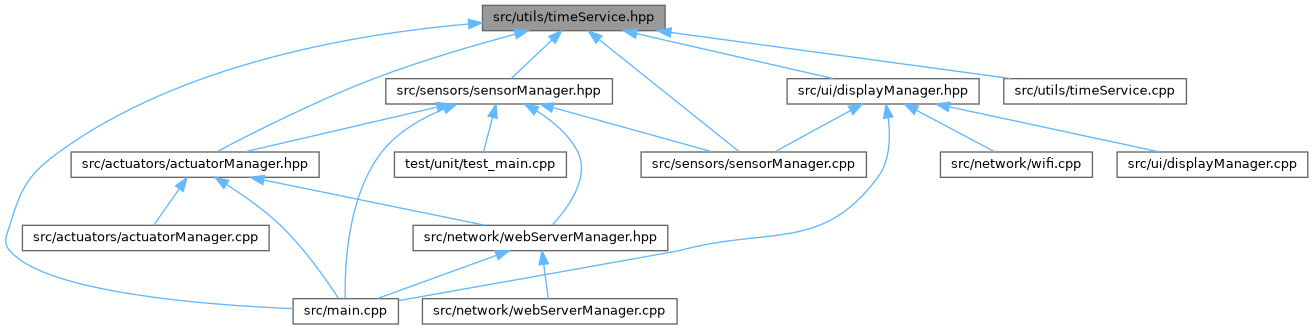 src/utils/timeService.hpp
src/sensors/sensorManager.hpp
src/ui/displayManager.hpp
src/utils/timeService.cpp
src/actuators/actuatorManager.hpp
test/unit/test_main.cpp
src/sensors/sensorManager.cpp
src/network/wifi.cpp
src/ui/displayManager.cpp
src/actuators/actuatorManager.cpp
src/network/webServerManager.hpp
src/main.cpp
src/network/webServerManager.cpp